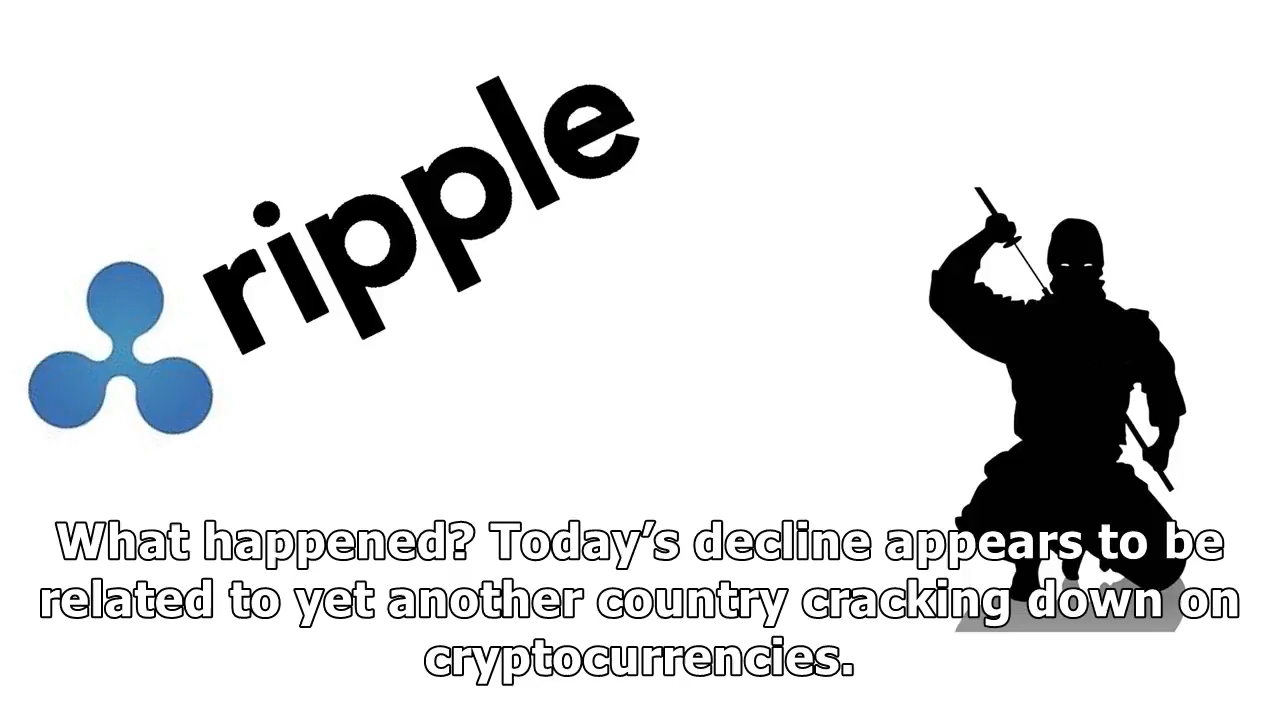 ripple
What happened? Today’s decline appears to be
related to yet another country cracking down on
cryptocurrencies.